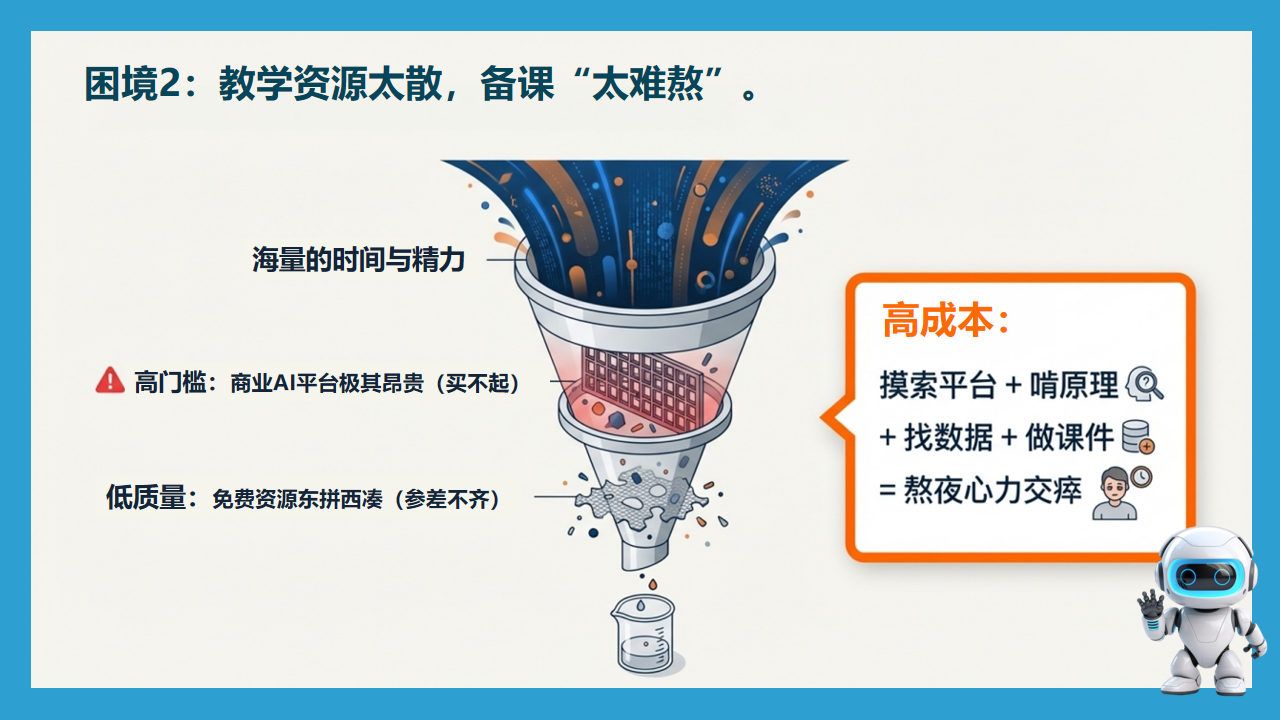 困境2：教学资源太散，备课“太难熬”。
海量的时间与精力
高门槛：商业AI平台极其昂贵（买不起）
低质量：免费资源东拼西凑（参差不齐）
高成本：
摸索平台 + 啃原理
+ 找数据 + 做课件
= 熬夜心力交瘁